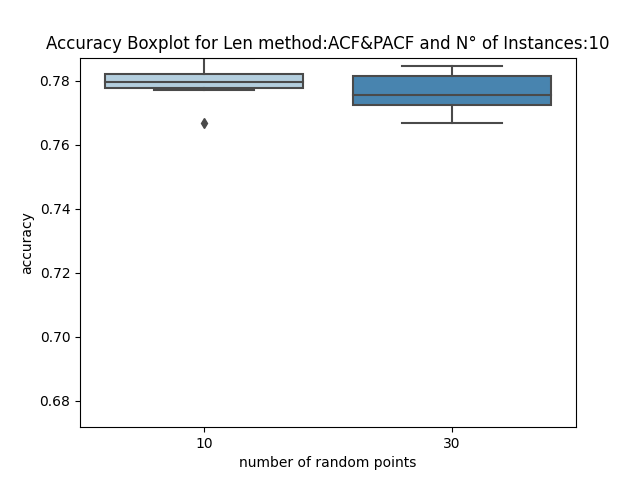 Accuracy Boxplot for Len method:ACF&PACF and N° of Instances:10
0.78
0.76
0.74
0.72
0.70
0.68
accuracy
10 30
number of random points